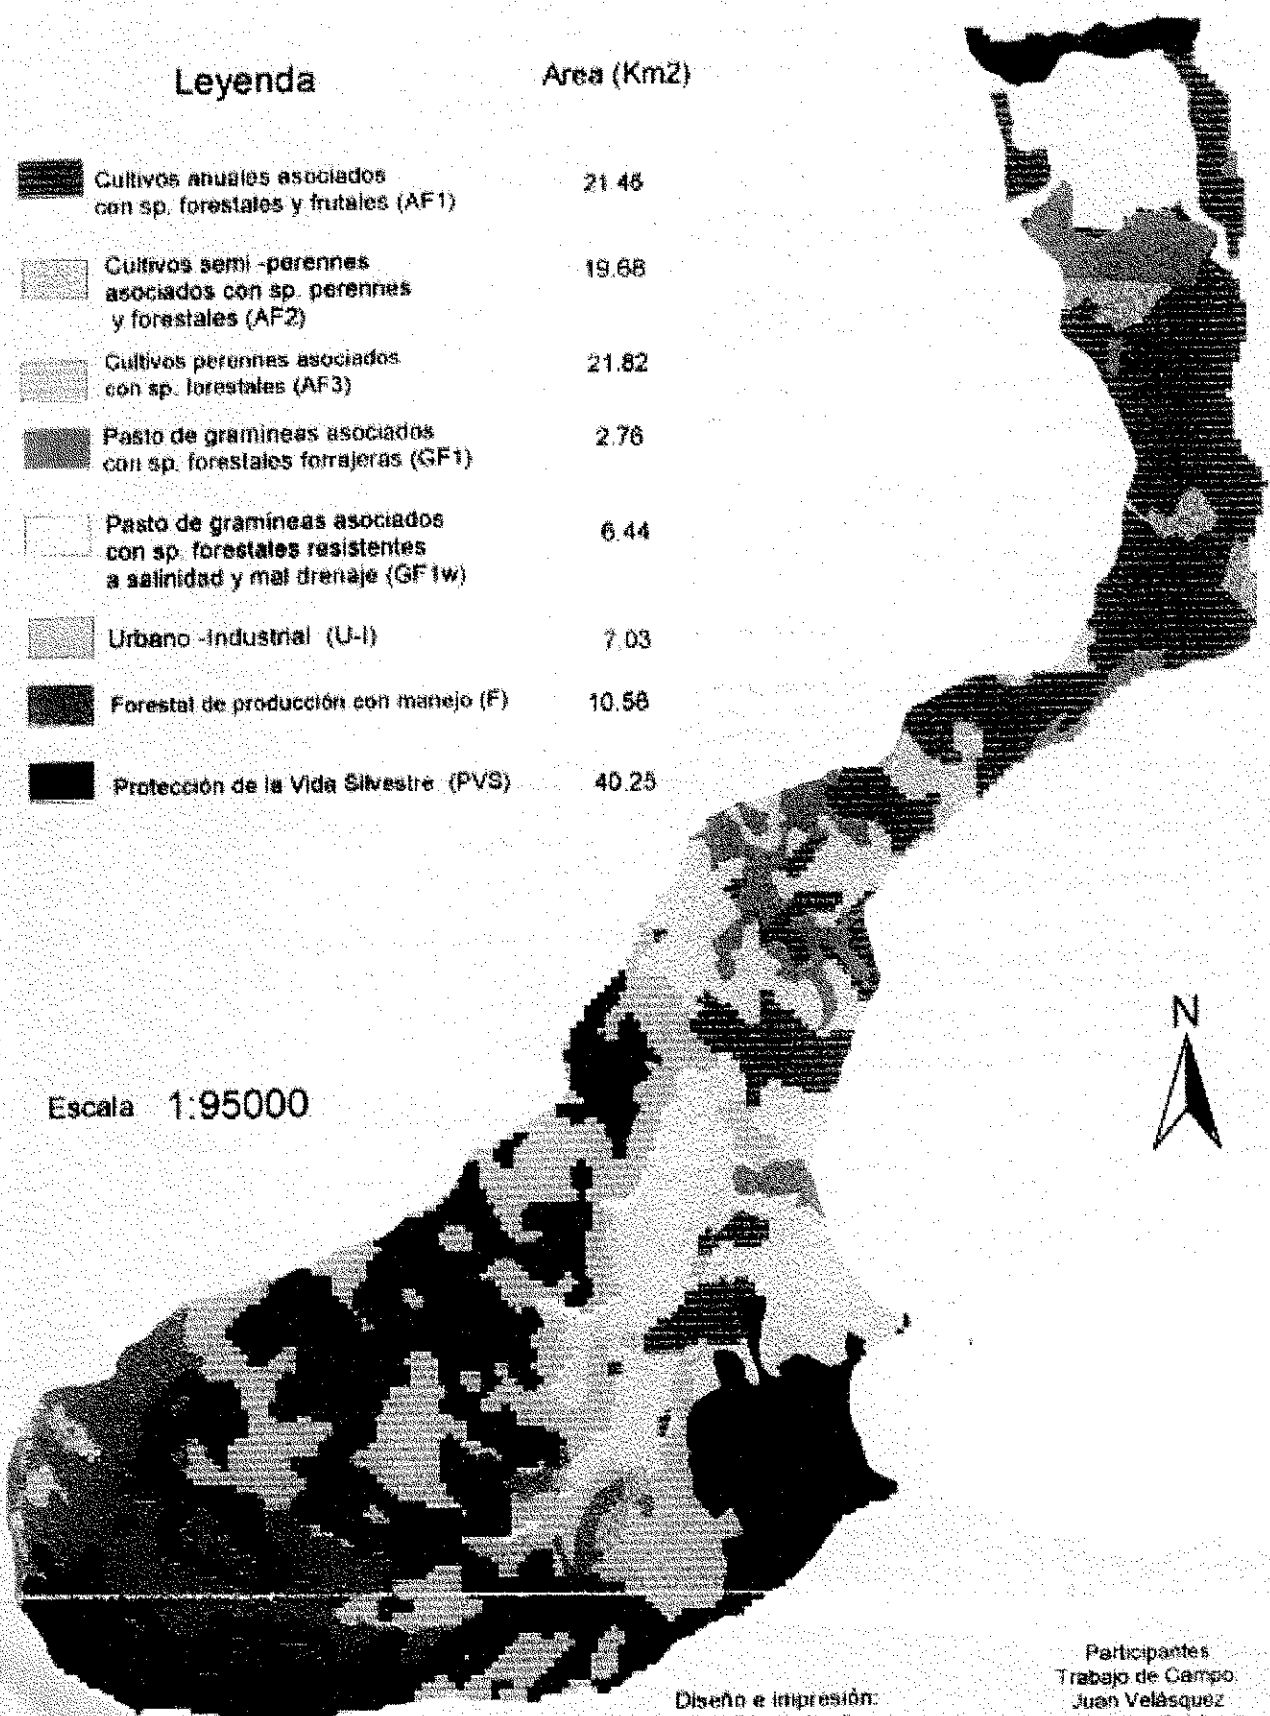 Leyenda
Area (Km2)
Cultivos anuales asociados
con sp. forestales y frutales (AF1)
21.46
Cultivos semi -perennes
asociados con sp. perennes
y forestales (AF2)
19.68
Cultivos perennes asociados
con sp. forestales (AF3)
21.82
Pasto de gramineas asociados
con sp. forestales forrajeras (GF1)
2.76
Pasto de gramíneas asociados
con sp. forestales resistentes
a salinidad y mal drenaje (GF1w)
6.44
Urbano -Industrial (U-I)
7.03
Forestal de producción con manejo (F)
10.56
Protección de la Vida Silvestre (PVS)
40.25
N
Escala 1:95000
Participantes
Trabajo de Campo:
Juan Velásquez
Diseño e impresión: